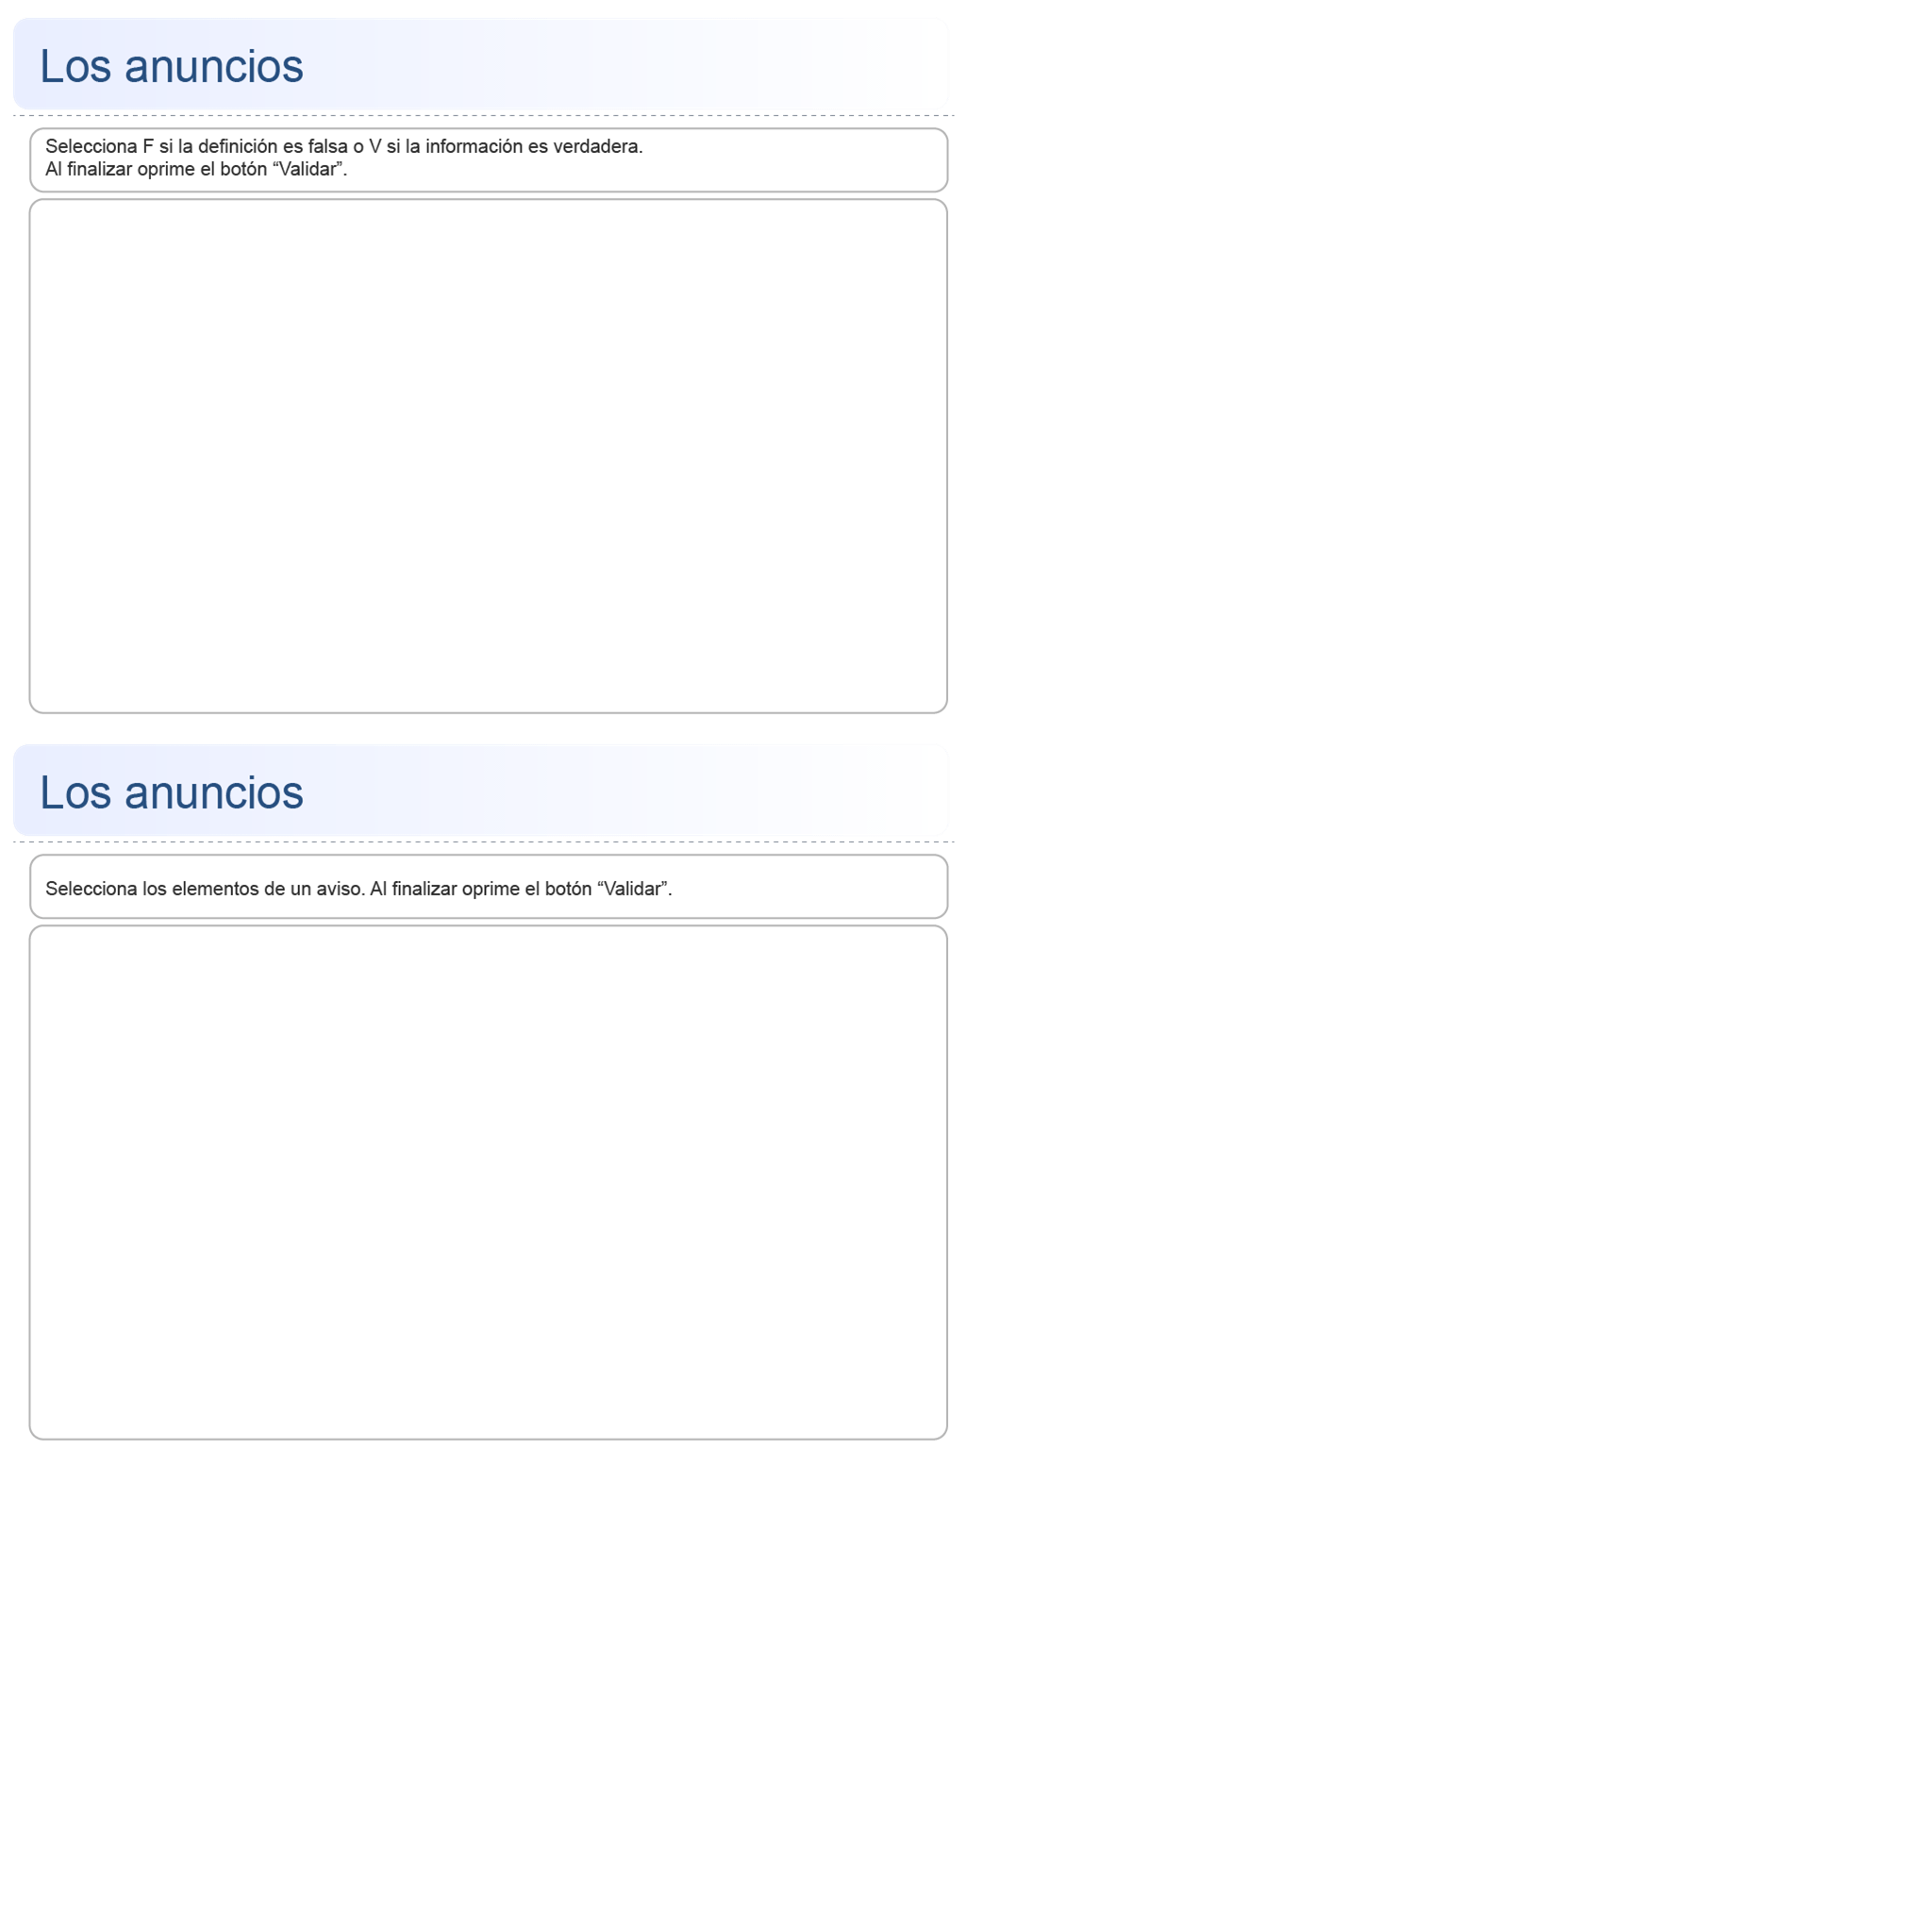 Los anuncios
Selecciona F si la definición es falsa o V si la información es verdadera.
Al finalizar oprime el botón “Validar”.
Los anuncios
Selecciona los elementos de un aviso. Al finalizar oprime el botón “Validar”.